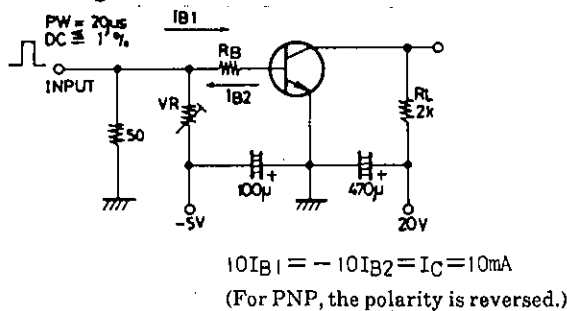 PW = 20μs
DC ≦ 1%
IB1
RB
INPUT
IB2
VR
50
RL
2k
100μ
+
470μ
+
-5V
20V
10IB1 = -10IB2 = IC = 10mA
(For PNP, the polarity is reversed.)